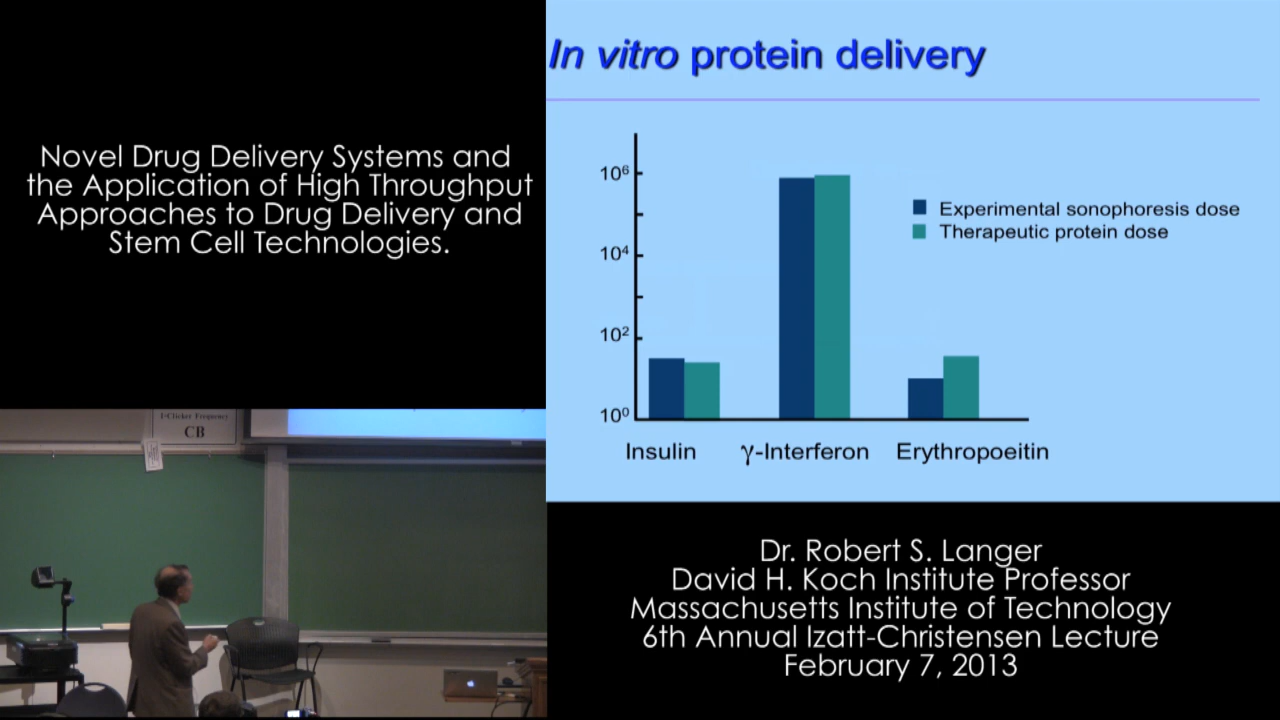 Novel Drug Delivery Systems and
the Application of High Throughput
Approaches to Drug Delivery and
Stem Cell Technologies.
In vitro protein delivery
10⁶
10⁴
10²
10⁰
Experimental sonophoresis dose
Therapeutic protein dose
Insulin
γ-Interferon
Erythropoeitin
I-Clicker Frequency
CB
Dr. Robert S. Langer
David H. Koch Institute Professor
Massachusetts Institute of Technology
6th Annual Izatt-Christensen Lecture
February 7, 2013